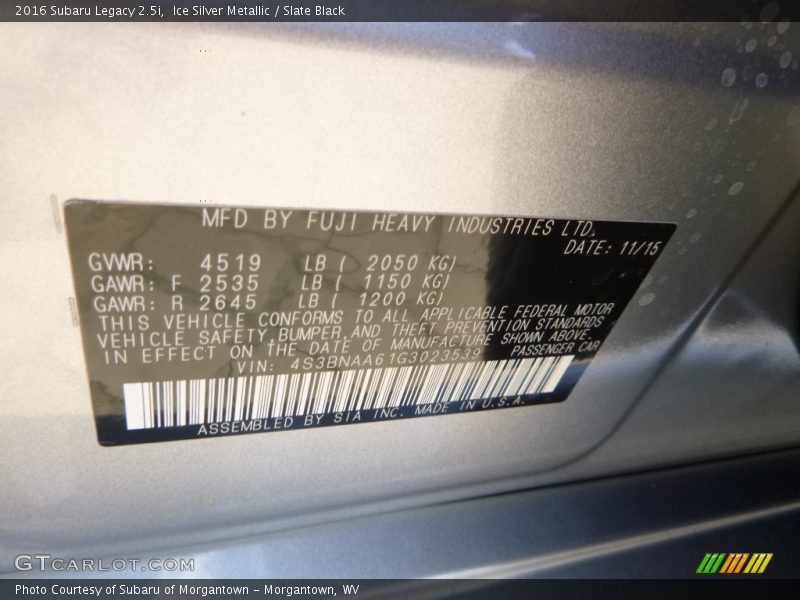 2016 Subaru Legacy 2.5i,  Ice Silver Metallic / Slate Black
MFD BY FUJI HEAVY INDUSTRIES LTD.
DATE: 11/15
GVWR: 4519 LB ( 2050 KG)
GAWR: F 2535 LB ( 1150 KG)
GAWR: R 2645 LB ( 1200 KG)
THIS VEHICLE CONFORMS TO ALL APPLICABLE FEDERAL MOTOR
VEHICLE SAFETY,BUMPER,AND THEFT PREVENTION STANDARDS
IN EFFECT ON THE DATE OF MANUFACTURE SHOWN ABOVE.
VIN: 4S3BNAA61G3023539 PASSENGER CAR
ASSEMBLED BY SIA INC. MADE IN U.S.A.
GTCARLOT.COM
Photo Courtesy of Subaru of Morgantown – Morgantown, WV